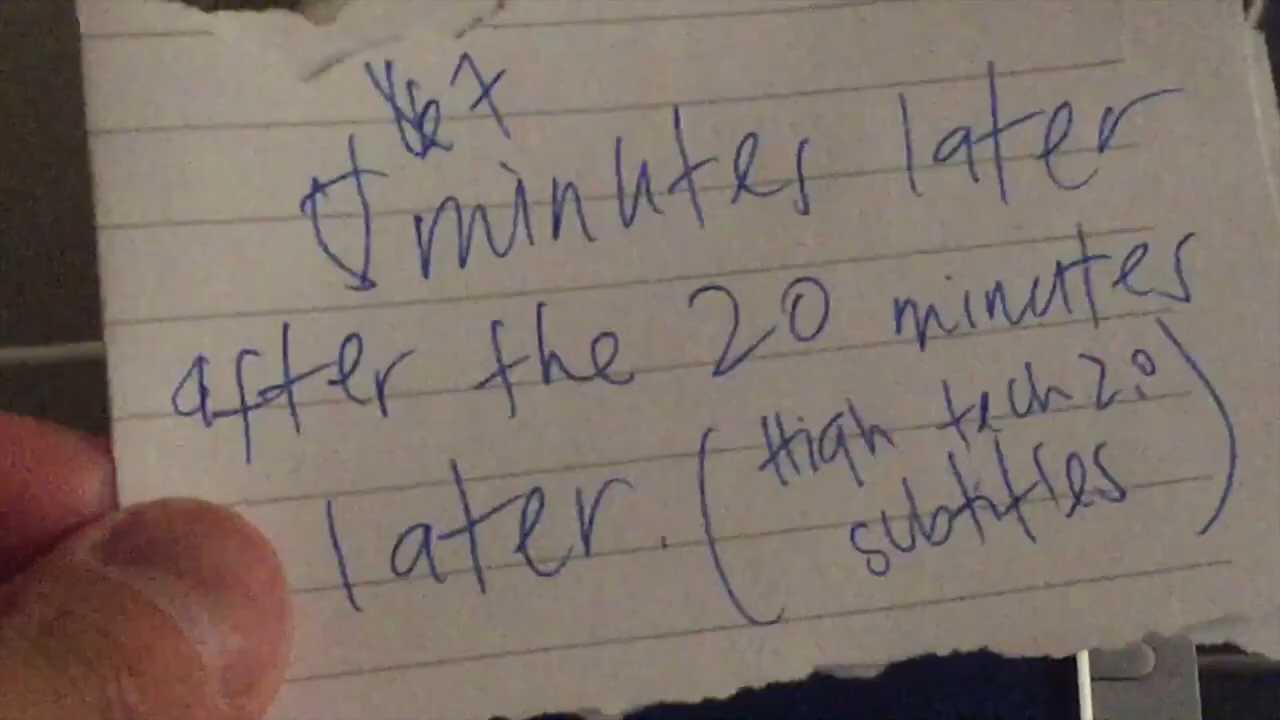 7
minutes later
after the 20 minutes
later. (High tech 2.0
subtitles)